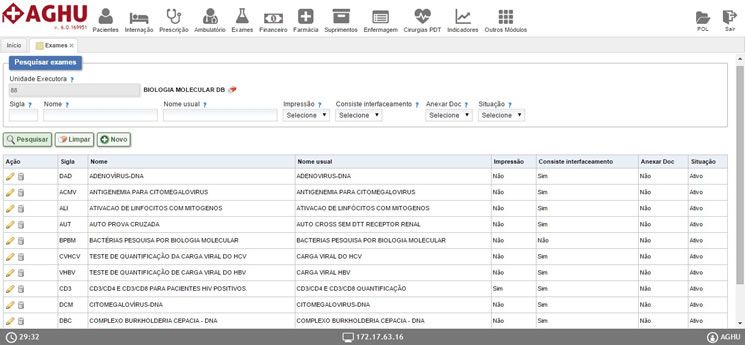 AGHU
v. 5.0.169951
Pacientes Internação Prescrição Ambulatório Exames Financeiro Farmácia Suprimentos Enfermagem Cirurgias PDT Indicadores Outros Módulos POL Sair
Início Exames
Pesquisar exames
Unidade Executora ?
88 BIOLOGIA MOLECULAR DB
Sigla ? Nome ? Nome usual ? Impressão ? Consiste interfaceamento ? Anexar Doc ? Situação ?
Selecione Selecione Selecione Selecione
Pesquisar Limpar Novo
Ação Sigla Nome Nome usual Impressão Consiste interfaceamento Anexar Doc Situação
DAD ADENOVÍRUS-DNA ADENOVIRUS-DNA Não Sim Não Ativo
ACMV ANTIGENEMIA PARA CITOMEGALOVIRUS ANTIGENEMIA PARA CITOMEGALOVIRUS Não Sim Não Ativo
ALI ATIVACAO DE LINFOCITOS COM MITOGENOS ATIVACAO DE LINFÓCITOS COM MITOGENOS Não Sim Não Ativo
AUT AUTO PROVA CRUZADA AUTO CROSS SEM DTT RECEPTOR RENAL Não Sim Não Ativo
BPBM BACTÉRIAS PESQUISA POR BIOLOGIA MOLECULAR BACTERIAS PESQUISA POR BIOLOGIA MOLECULAR Não Não Não Ativo
CVHCV TESTE DE QUANTIFICAÇÃO DA CARGA VIRAL DO HCV CARGA VIRAL DO HCV Não Sim Não Ativo
VHBV TESTE DE QUANTIFICAÇÃO DE CARGA VIRAL DO HBV CARGA VIRAL HBV Não Sim Não Ativo
CD3 CD3/CD4 E CD3/CD8 PARA PACIENTES HIV POSITIVOS. CD3/CD4 E CD3/CD8 QUANTIFICAÇÃO Sim Sim Não Ativo
DCM CITOMEGALOVÍRUS-DNA CITOMEGALOVIRUS-DNA Não Sim Não Ativo
DBC COMPLEXO BURKHOLDERIA CEPACIA - DNA COMPLEXO BURKHOLDERIA CEPACIA - DNA Não Sim Não Ativo
29:32 172.17.63.16 AGHU